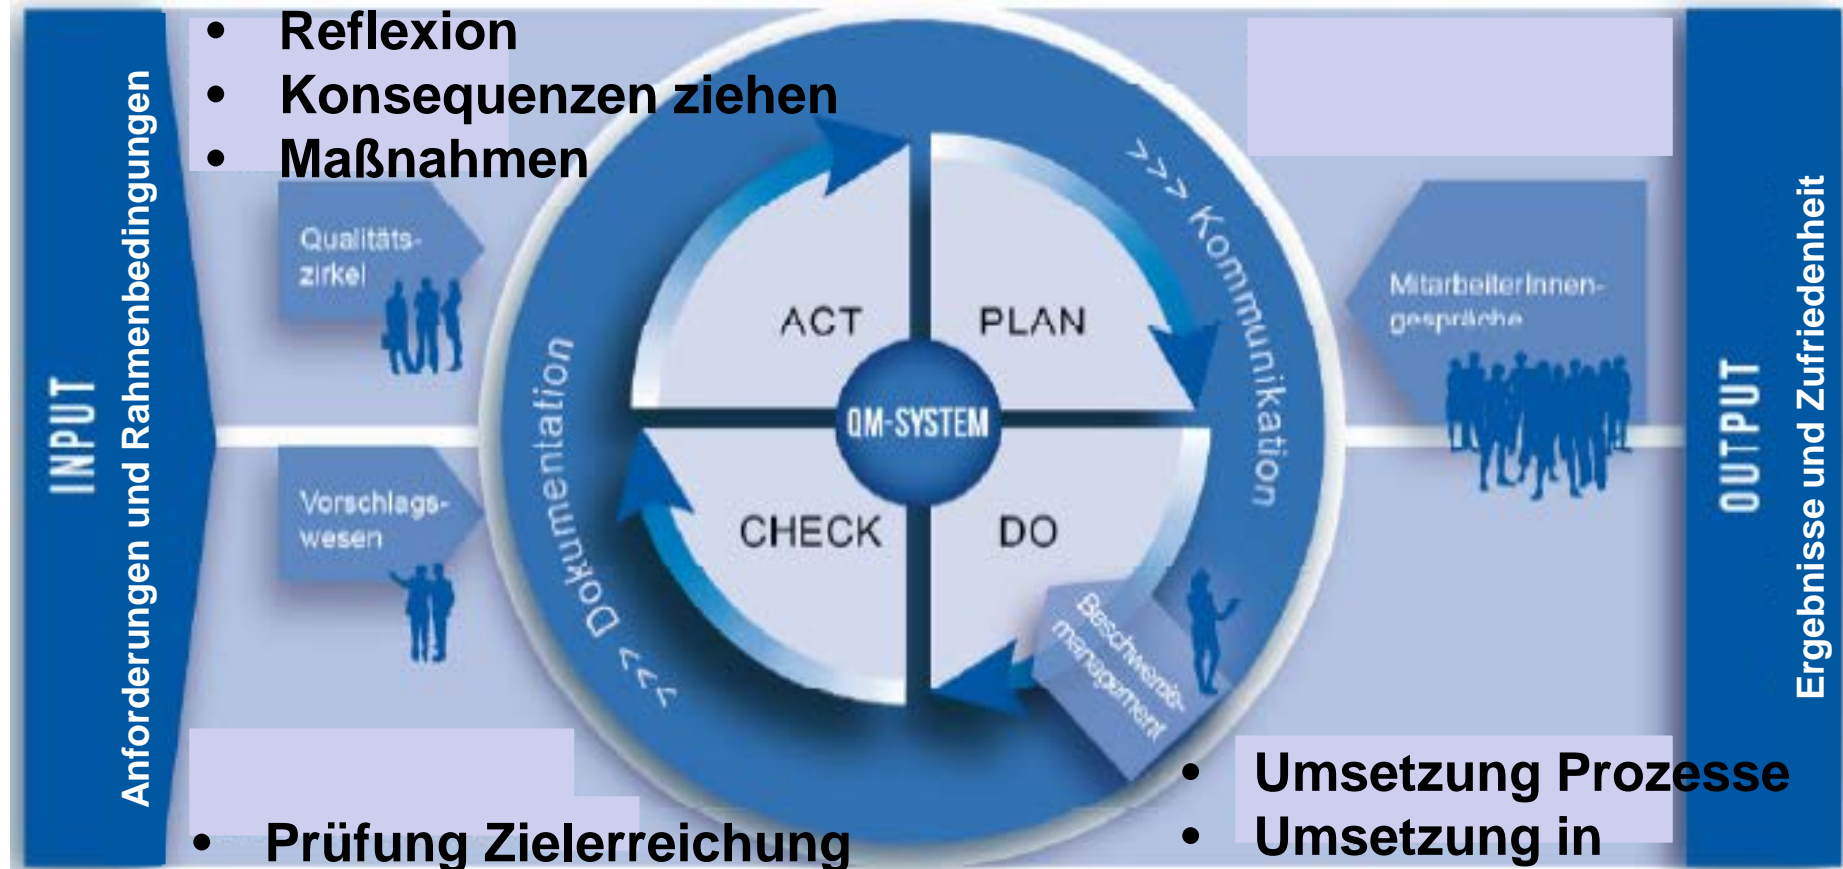 • Reflexion
• Konsequenzen ziehen
• Maßnahmen
INPUT
Anforderungen und Rahmenbedingungen
Qualitäts-
zirkel
Vorschlags-
wesen
>>> Dokumentation
>>> Kommunikation
ACT
PLAN
QM-SYSTEM
CHECK
DO
Beschwerde-
management
MitarbeiterInnen-
gespräche
OUTPUT
Ergebnisse und Zufriedenheit
• Prüfung Zielerreichung
• Umsetzung Prozesse
• Umsetzung in